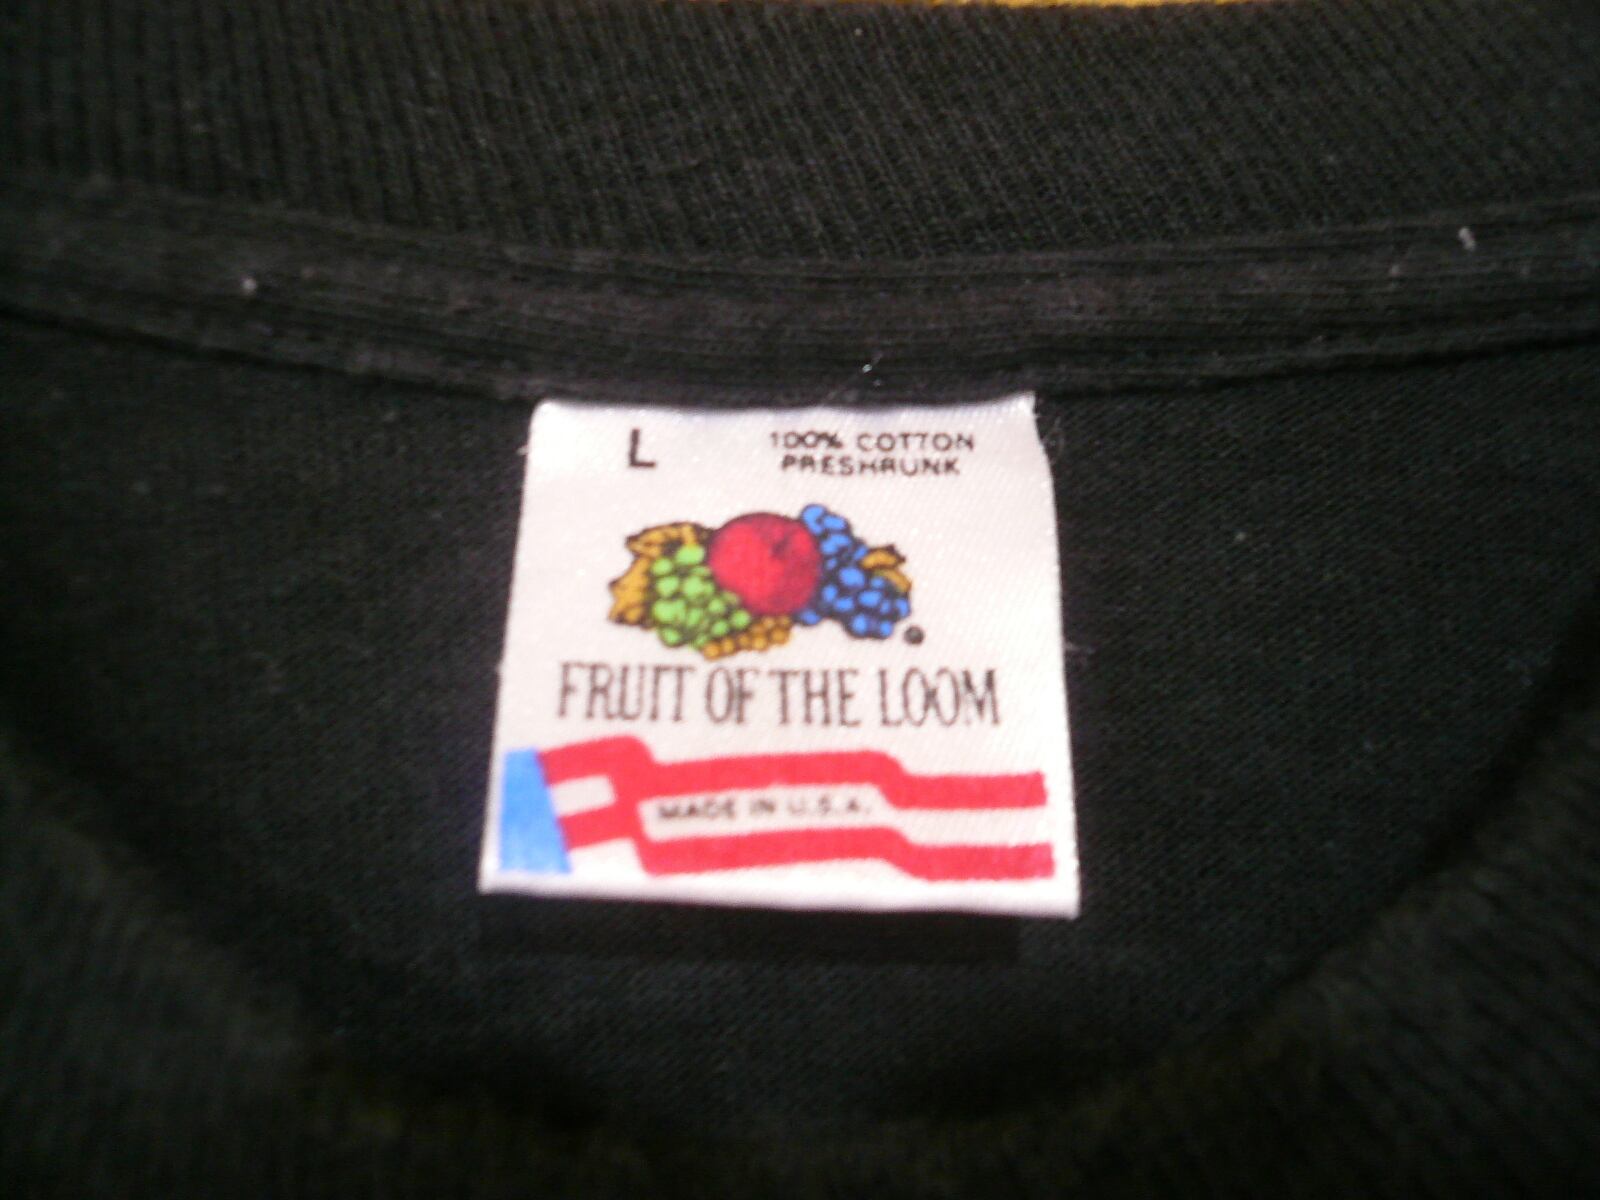 L
100% COTTON
PRESHRUNK
FRUIT OF THE LOOM
MADE IN U.S.A.